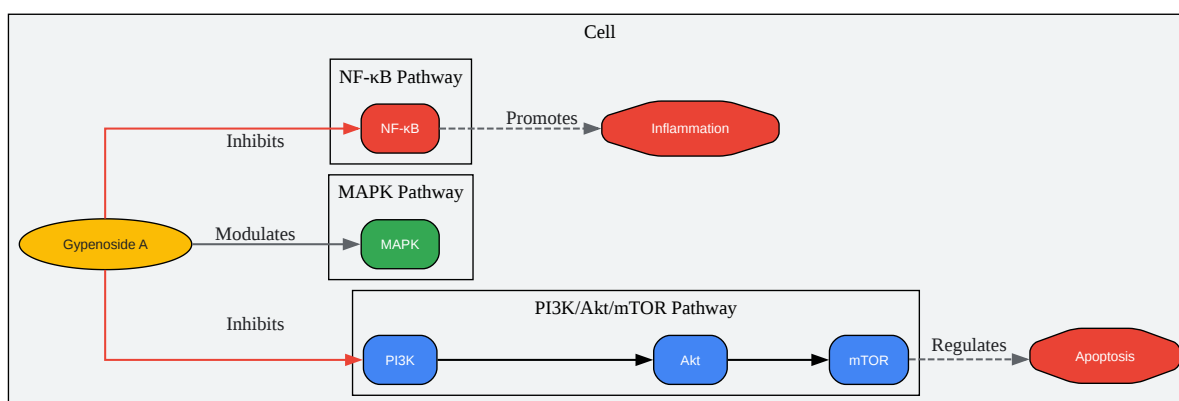 Cell
NF-κB Pathway
NF-κB
Promotes
Inflammation
Inhibits
MAPK Pathway
Gypenoside A
Modulates
MAPK
PI3K/Akt/mTOR Pathway
Inhibits
PI3K
Akt
mTOR
Regulates
Apoptosis